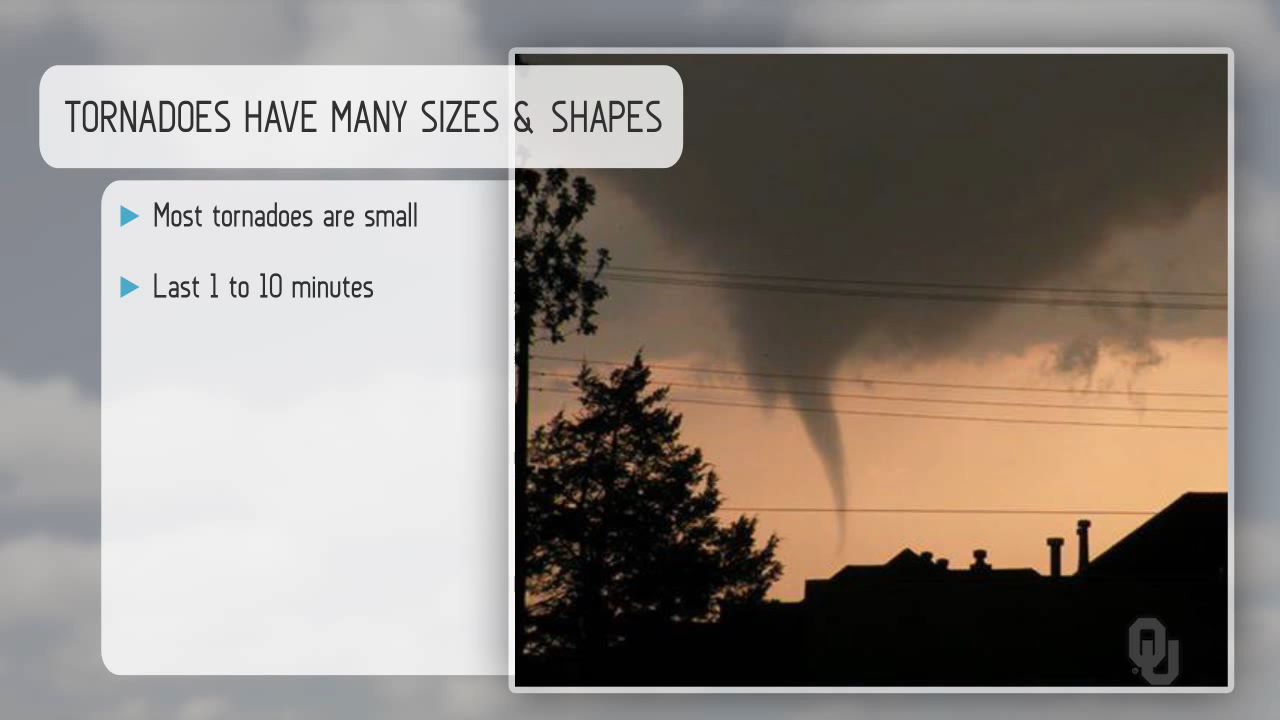 TORNADOES HAVE MANY SIZES & SHAPES
Most tornadoes are small
Last 1 to 10 minutes
OU